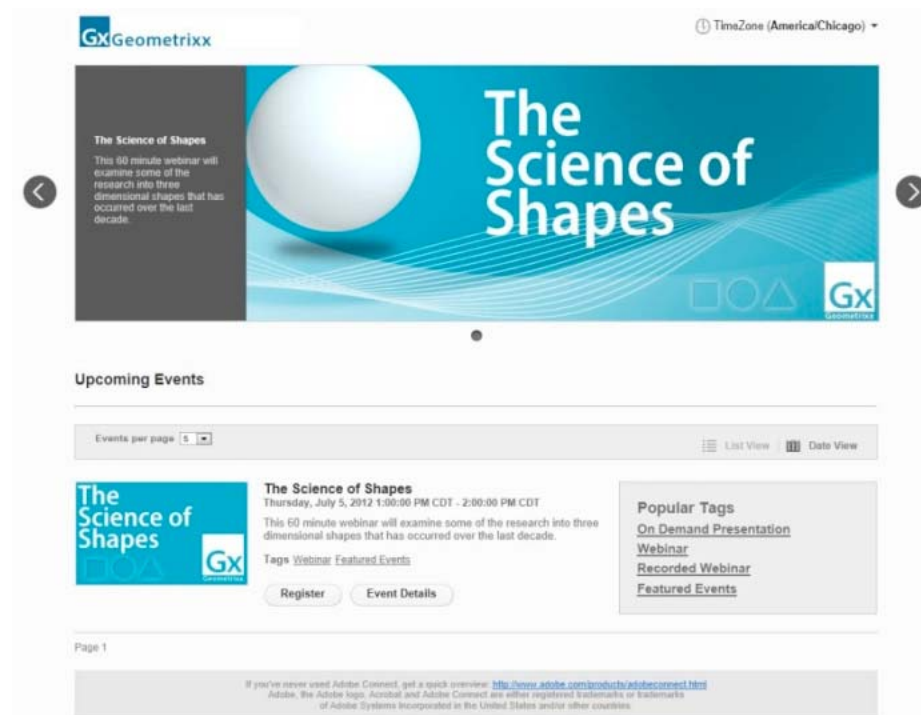 Gx Geometrixx
TimeZone (America/Chicago)
The Science of Shapes
This 60 minute webinar will
examine some of the
research into three
dimensional shapes that has
occurred over the last
decade.
The
Science of
Shapes
Gx
Geometrixx
Upcoming Events
Events per page 5
List View
Date View
The
Science of
Shapes
Gx
The Science of Shapes
Thursday, July 5, 2012 1:00:00 PM CDT - 2:00:00 PM CDT
This 60 minute webinar will examine some of the research into three
dimensional shapes that has occurred over the last decade.
Tags Webinar Featured Events
Register
Event Details
Popular Tags
On Demand Presentation
Webinar
Recorded Webinar
Featured Events
Page 1
If you've never used Adobe Connect, get a quick overview: http://www.adobe.com/products/adobeconnect.html
Adobe, the Adobe logo, Acrobat and Adobe Connect are either registered trademarks or trademarks
of Adobe Systems Incorporated in the United States and/or other countries